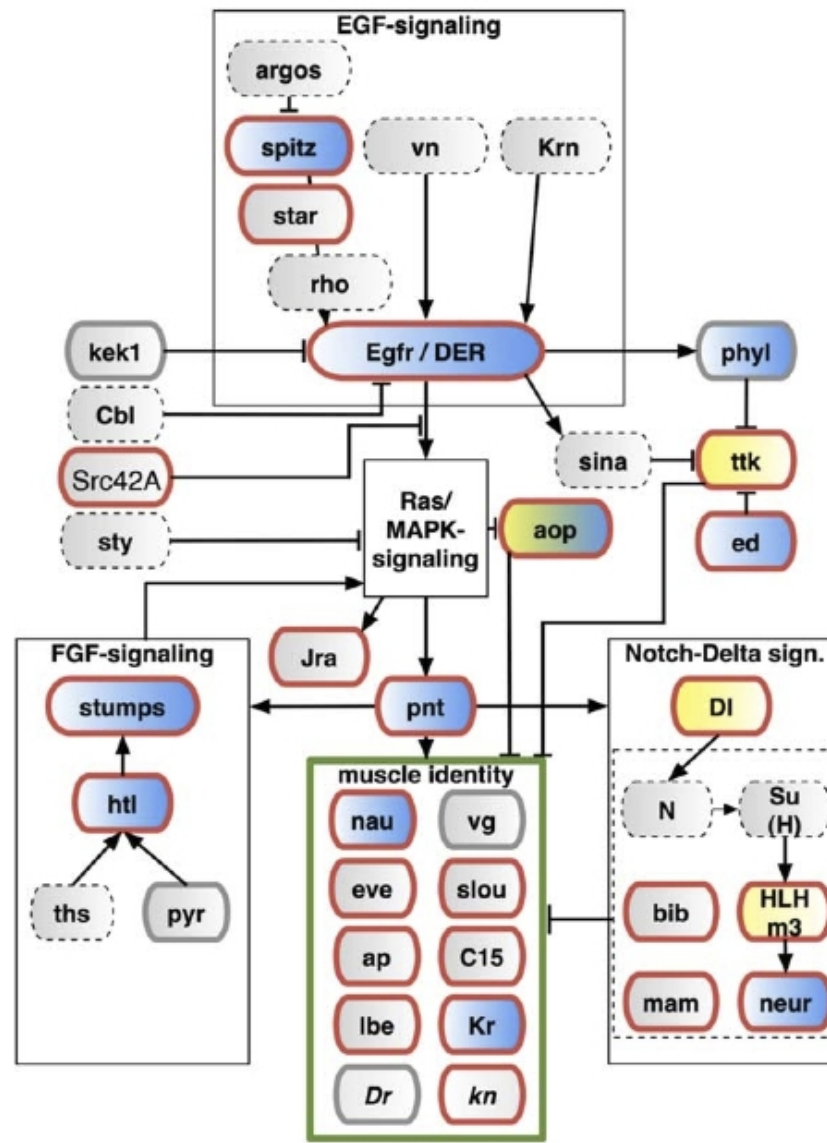 EGF-signaling
argos
spitz
vn
Krn
star
rho
kek1
Egfr / DER
phyl
Cbl
sina
ttk
Src42A
Ras/
MAPK-
signaling
aop
sty
ed
FGF-signaling
Jra
Notch-Delta sign.
stumps
pnt
Dl
muscle identity
htl
nau
vg
N
Su
(H)
ths
pyr
eve
slou
bib
HLH
m3
ap
C15
lbe
Kr
mam
neur
Dr
kn